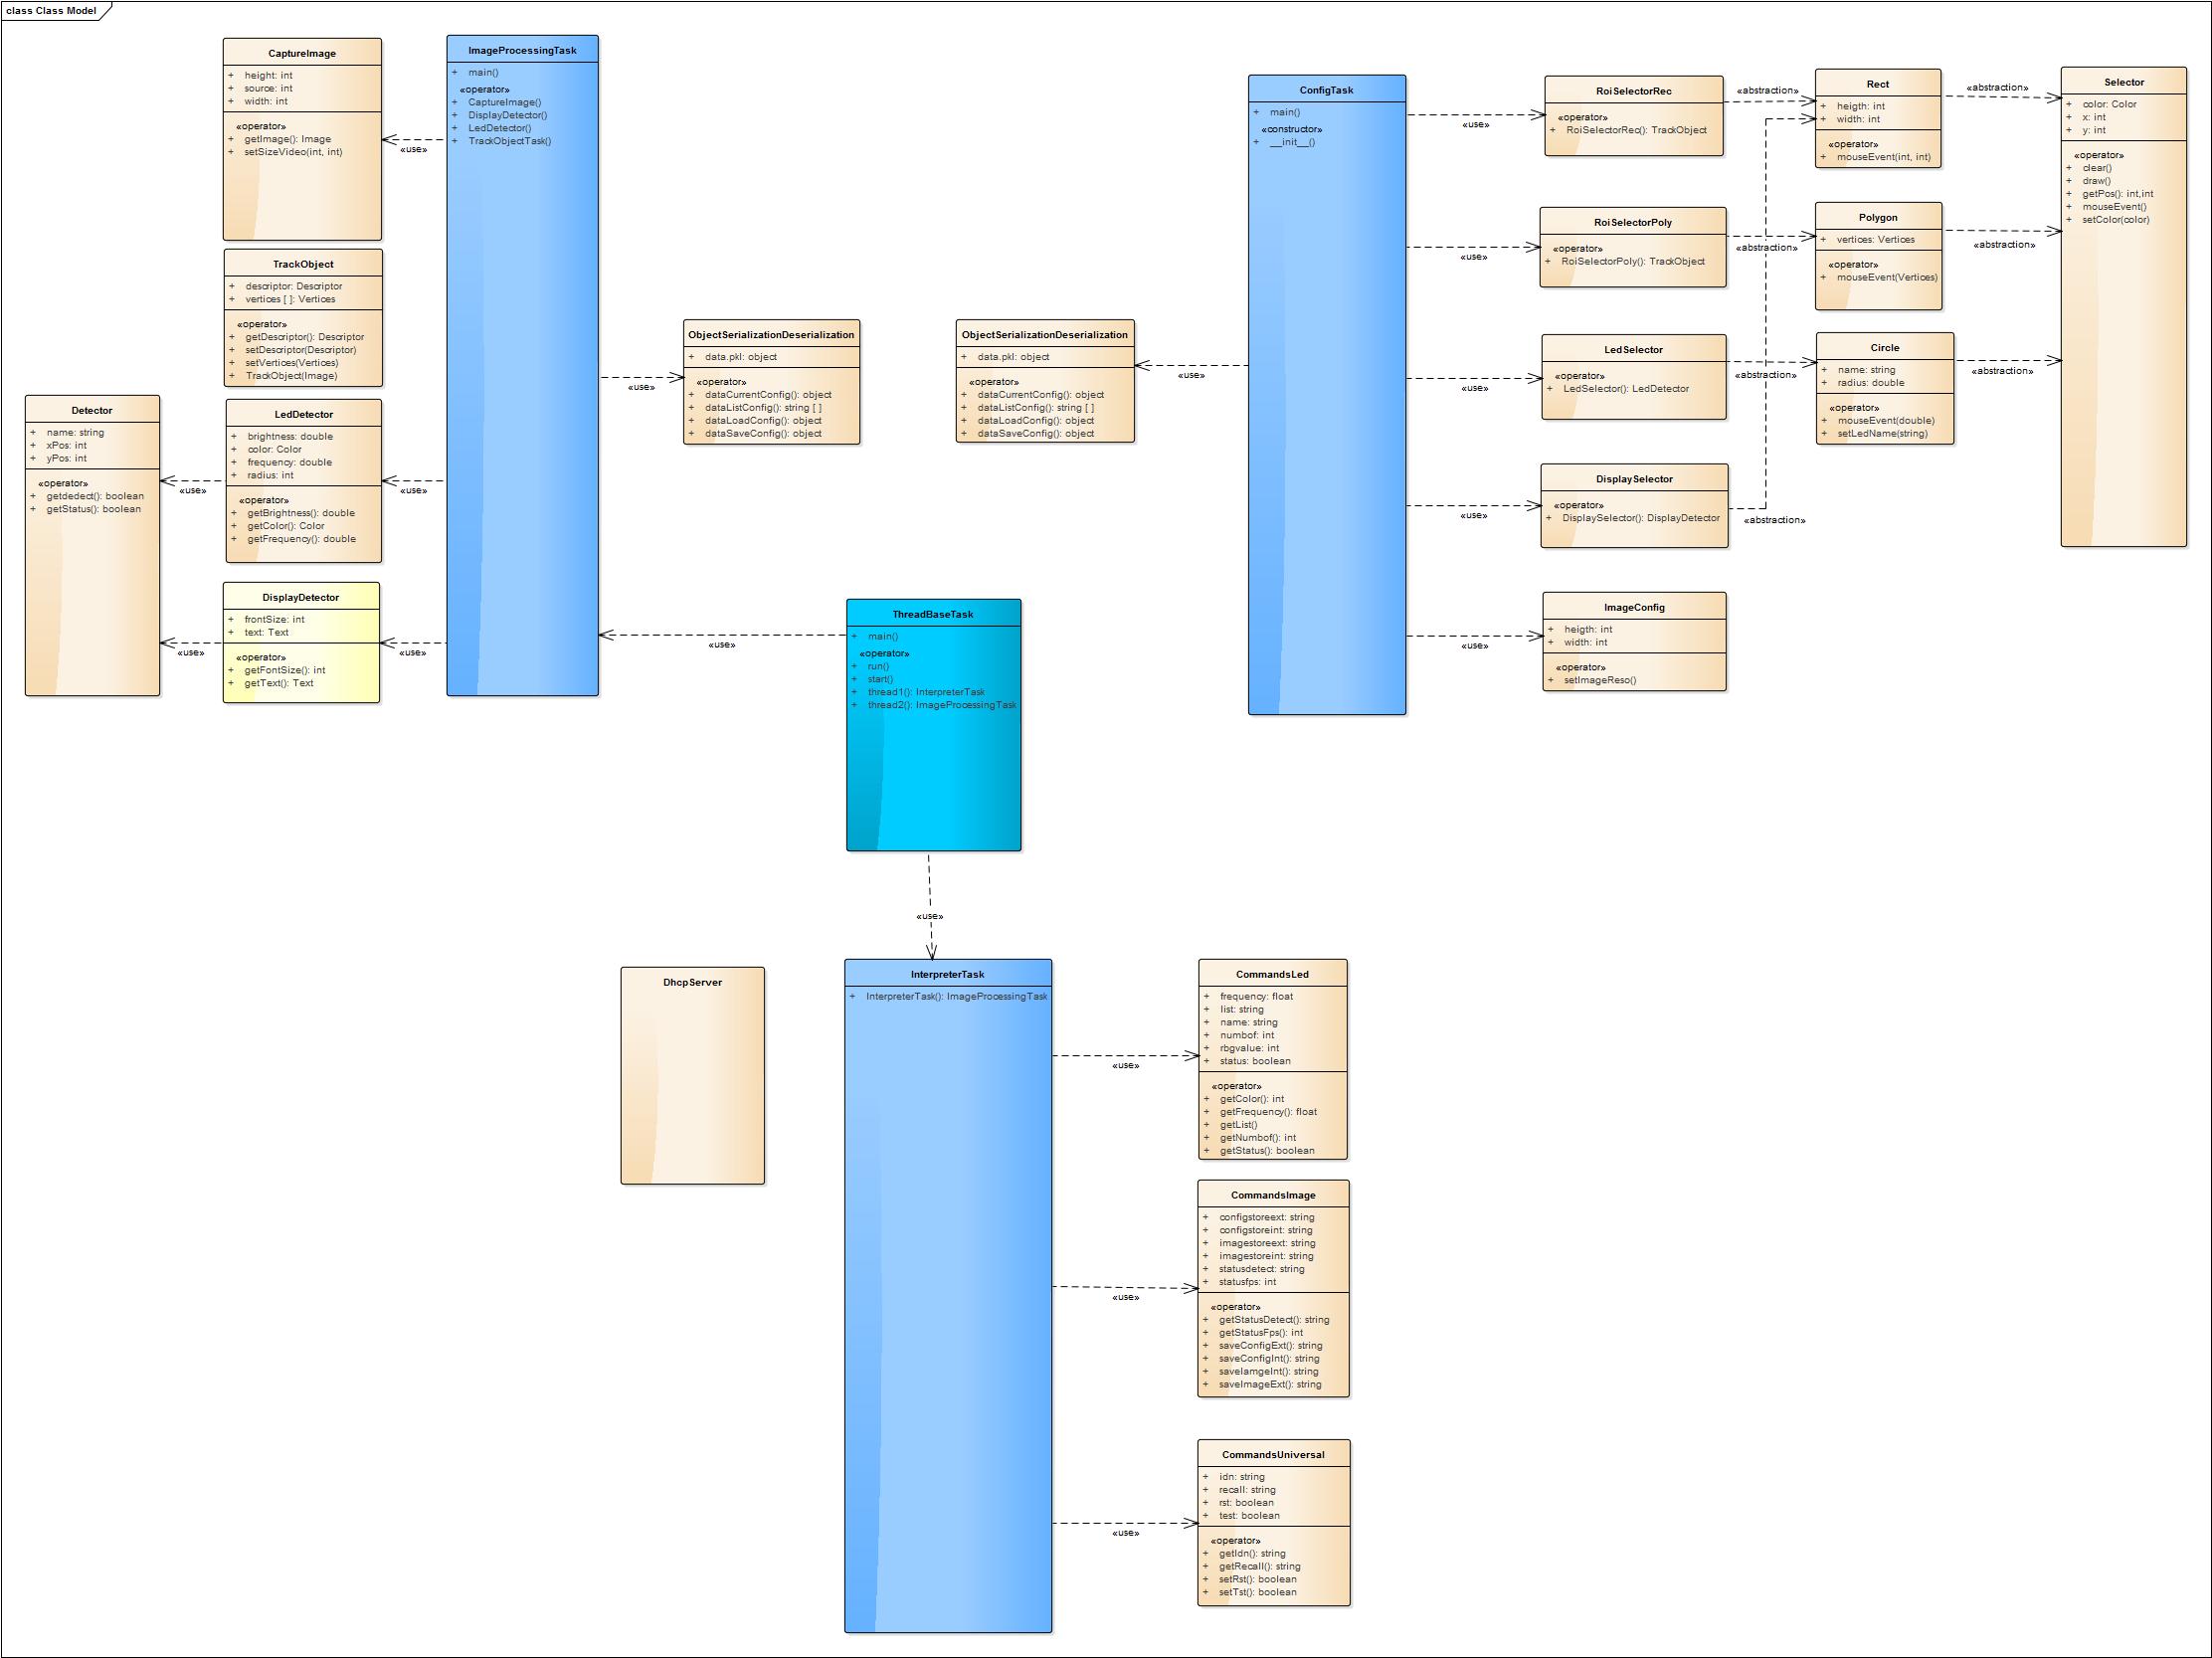 class Class Model
CaptureImage
+ height: int
+ source: int
+ width: int
«operator»
+ getImage(): Image
+ setSizeVideo(int, int)
TrackObject
+ descriptor: Descriptor
+ vertices [ ]: Vertices
«operator»
+ getDescriptor(): Descriptor
+ setDescriptor(Descriptor)
+ setVertices(Vertices)
+ TrackObject(Image)
Detector
+ name: string
+ xPos: int
+ yPos: int
«operator»
+ getdedect(): boolean
+ getStatus(): boolean
LedDetector
+ brightness: double
+ color: Color
+ frequency: double
+ radius: int
«operator»
+ getBrightness(): double
+ getColor(): Color
+ getFrequency(): double
DisplayDetector
+ frontSize: int
+ text: Text
«operator»
+ getFontSize(): int
+ getText(): Text
«use»
«use»
«use»
«use»
«use»
ImageProcessingTask
+ main()
«operator»
+ CaptureImage()
+ DisplayDetector()
+ LedDetector()
+ TrackObjectTask()
«use»
ObjectSerializationDeserialization
+ data.pkl: object
«operator»
+ dataCurrentConfig(): object
+ dataListConfig(): string [ ]
+ dataLoadConfig(): object
+ dataSaveConfig(): object
ObjectSerializationDeserialization
+ data.pkl: object
«operator»
+ dataCurrentConfig(): object
+ dataListConfig(): string [ ]
+ dataLoadConfig(): object
+ dataSaveConfig(): object
«use»
ConfigTask
+ main()
«constructor»
+ __init__()
«use»
«use»
«use»
«use»
«use»
RoiSelectorRec
«operator»
+ RoiSelectorRec(): TrackObject
RoiSelectorPoly
«operator»
+ RoiSelectorPoly(): TrackObject
LedSelector
«operator»
+ LedSelector(): LedDetector
DisplaySelector
«operator»
+ DisplaySelector(): DisplayDetector
ImageConfig
+ heigth: int
+ width: int
«operator»
+ setImageReso()
«abstraction»
«abstraction»
«abstraction»
«abstraction»
Rect
+ heigth: int
+ width: int
«operator»
+ mouseEvent(int, int)
Polygon
+ vertices: Vertices
«operator»
+ mouseEvent(Vertices)
Circle
+ name: string
+ radius: double
«operator»
+ mouseEvent(double)
+ setLedName(string)
«abstraction»
«abstraction»
«abstraction»
Selector
+ color: Color
+ x: int
+ y: int
«operator»
+ clear()
+ draw()
+ getPos(): int,int
+ mouseEvent()
+ setColor(color)
«use»
ThreadBaseTask
+ main()
«operator»
+ run()
+ start()
+ thread1(): InterpreterTask
+ thread2(): ImageProcessingTask
«use»
DhcpServer
InterpreterTask
+ InterpreterTask(): ImageProcessingTask
«use»
«use»
«use»
CommandsLed
+ frequency: float
+ list: string
+ name: string
+ numbof: int
+ rbgvalue: int
+ status: boolean
«operator»
+ getColor(): int
+ getFrequency(): float
+ getList()
+ getNumbof(): int
+ getStatus(): boolean
CommandsImage
+ configstoreext: string
+ configstoreint: string
+ imagestoreext: string
+ imagestoreint: string
+ statusdetect: string
+ statusfps: int
«operator»
+ getStatusDetect(): string
+ getStatusFps(): int
+ saveConfigExt(): string
+ saveConfigInt(): string
+ saveIamgeInt(): string
+ saveImageExt(): string
CommandsUniversal
+ idn: string
+ recall: string
+ rst: boolean
+ test: boolean
«operator»
+ getIdn(): string
+ getRecall(): string
+ setRst(): boolean
+ setTst(): boolean